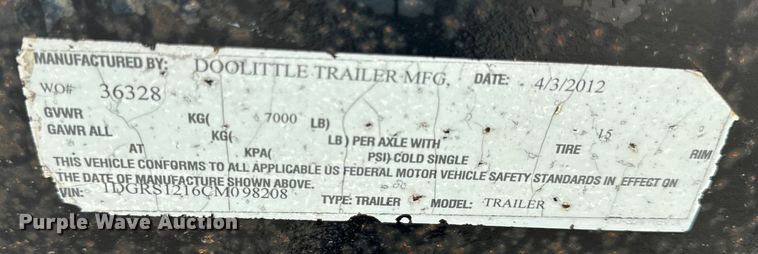 MANUFACTURED BY: DOOLITTLE TRAILER MFG, DATE: 4/3/2012
WO# 36328
GVWR KG( 7000 LB)
GAWR ALL KG( LB) PER AXLE WITH TIRE 15 RIM
AT KPA( PSI) COLD SINGLE
THIS VEHICLE CONFORMS TO ALL APPLICABLE US FEDERAL MOTOR VEHICLE SAFETY STANDARDS IN EFFECT ON
THE DATE OF MANUFACTURE SHOWN ABOVE.
VIN: 1DGRS1216CM098208 TYPE: TRAILER MODEL: TRAILER
Purple Wave Auction